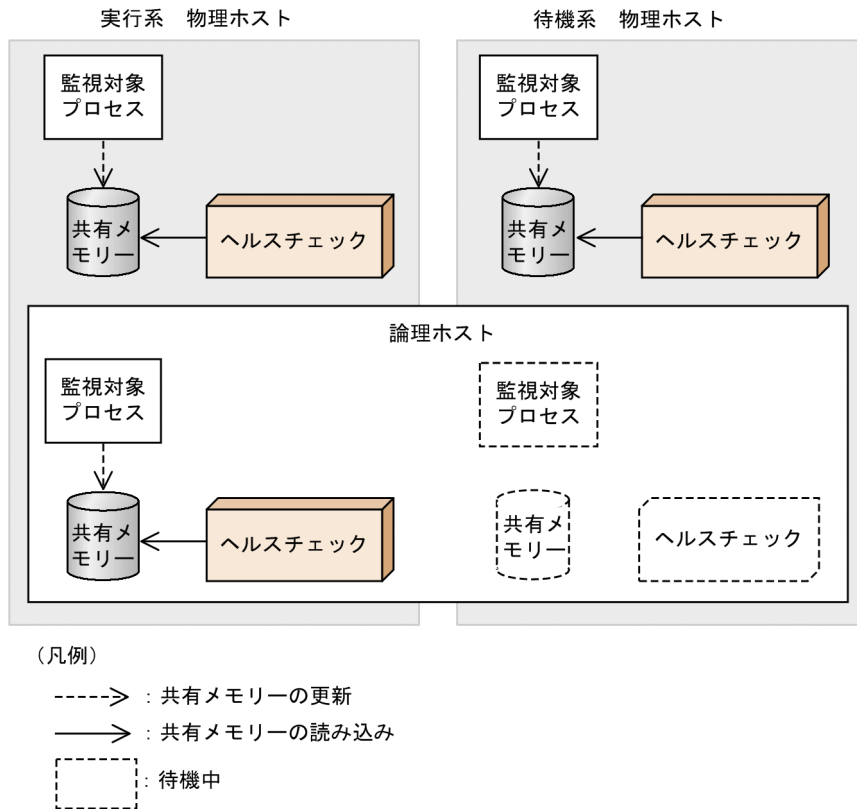 実行系　物理ホスト
待機系　物理ホスト
監視対象
プロセス
共有メ
モリー
ヘルスチェック
監視対象
プロセス
共有メ
モリー
ヘルスチェック
論理ホスト
監視対象
プロセス
共有メ
モリー
ヘルスチェック
監視対象
プロセス
共有メ
モリー
ヘルスチェック
（凡例）
：共有メモリーの更新
：共有メモリーの読み込み
：待機中